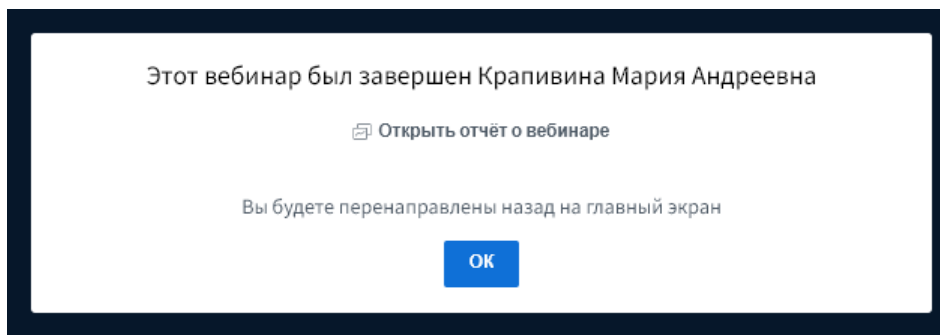 Этот вебинар был завершен Крапивина Мария Андреевна
Открыть отчёт о вебинаре
Вы будете перенаправлены назад на главный экран
ОК